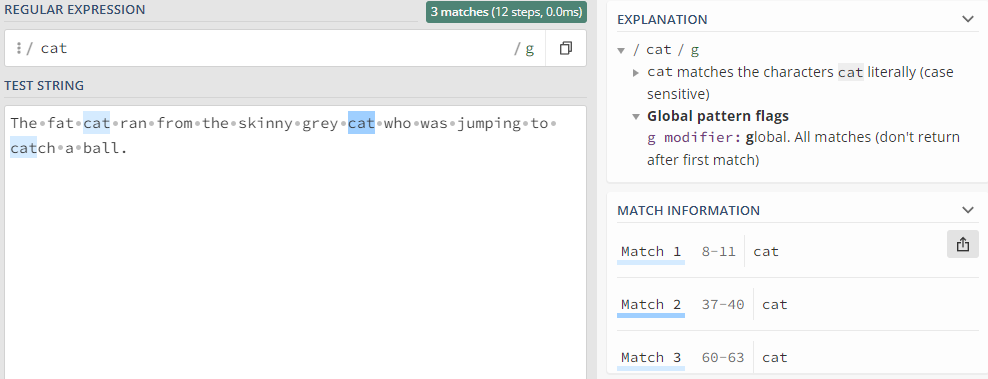 REGULAR EXPRESSION
3 matches (12 steps, 0.0ms)
/ cat / g
TEST STRING
The·fat·cat·ran·from·the·skinny·grey·cat·who·was·jumping·to·
catch·a·ball.
EXPLANATION
/ cat / g
cat matches the characters cat literally (case
sensitive)
Global pattern flags
g modifier: global. All matches (don't return
after first match)
MATCH INFORMATION
Match 1 8-11 cat
Match 2 37-40 cat
Match 3 60-63 cat